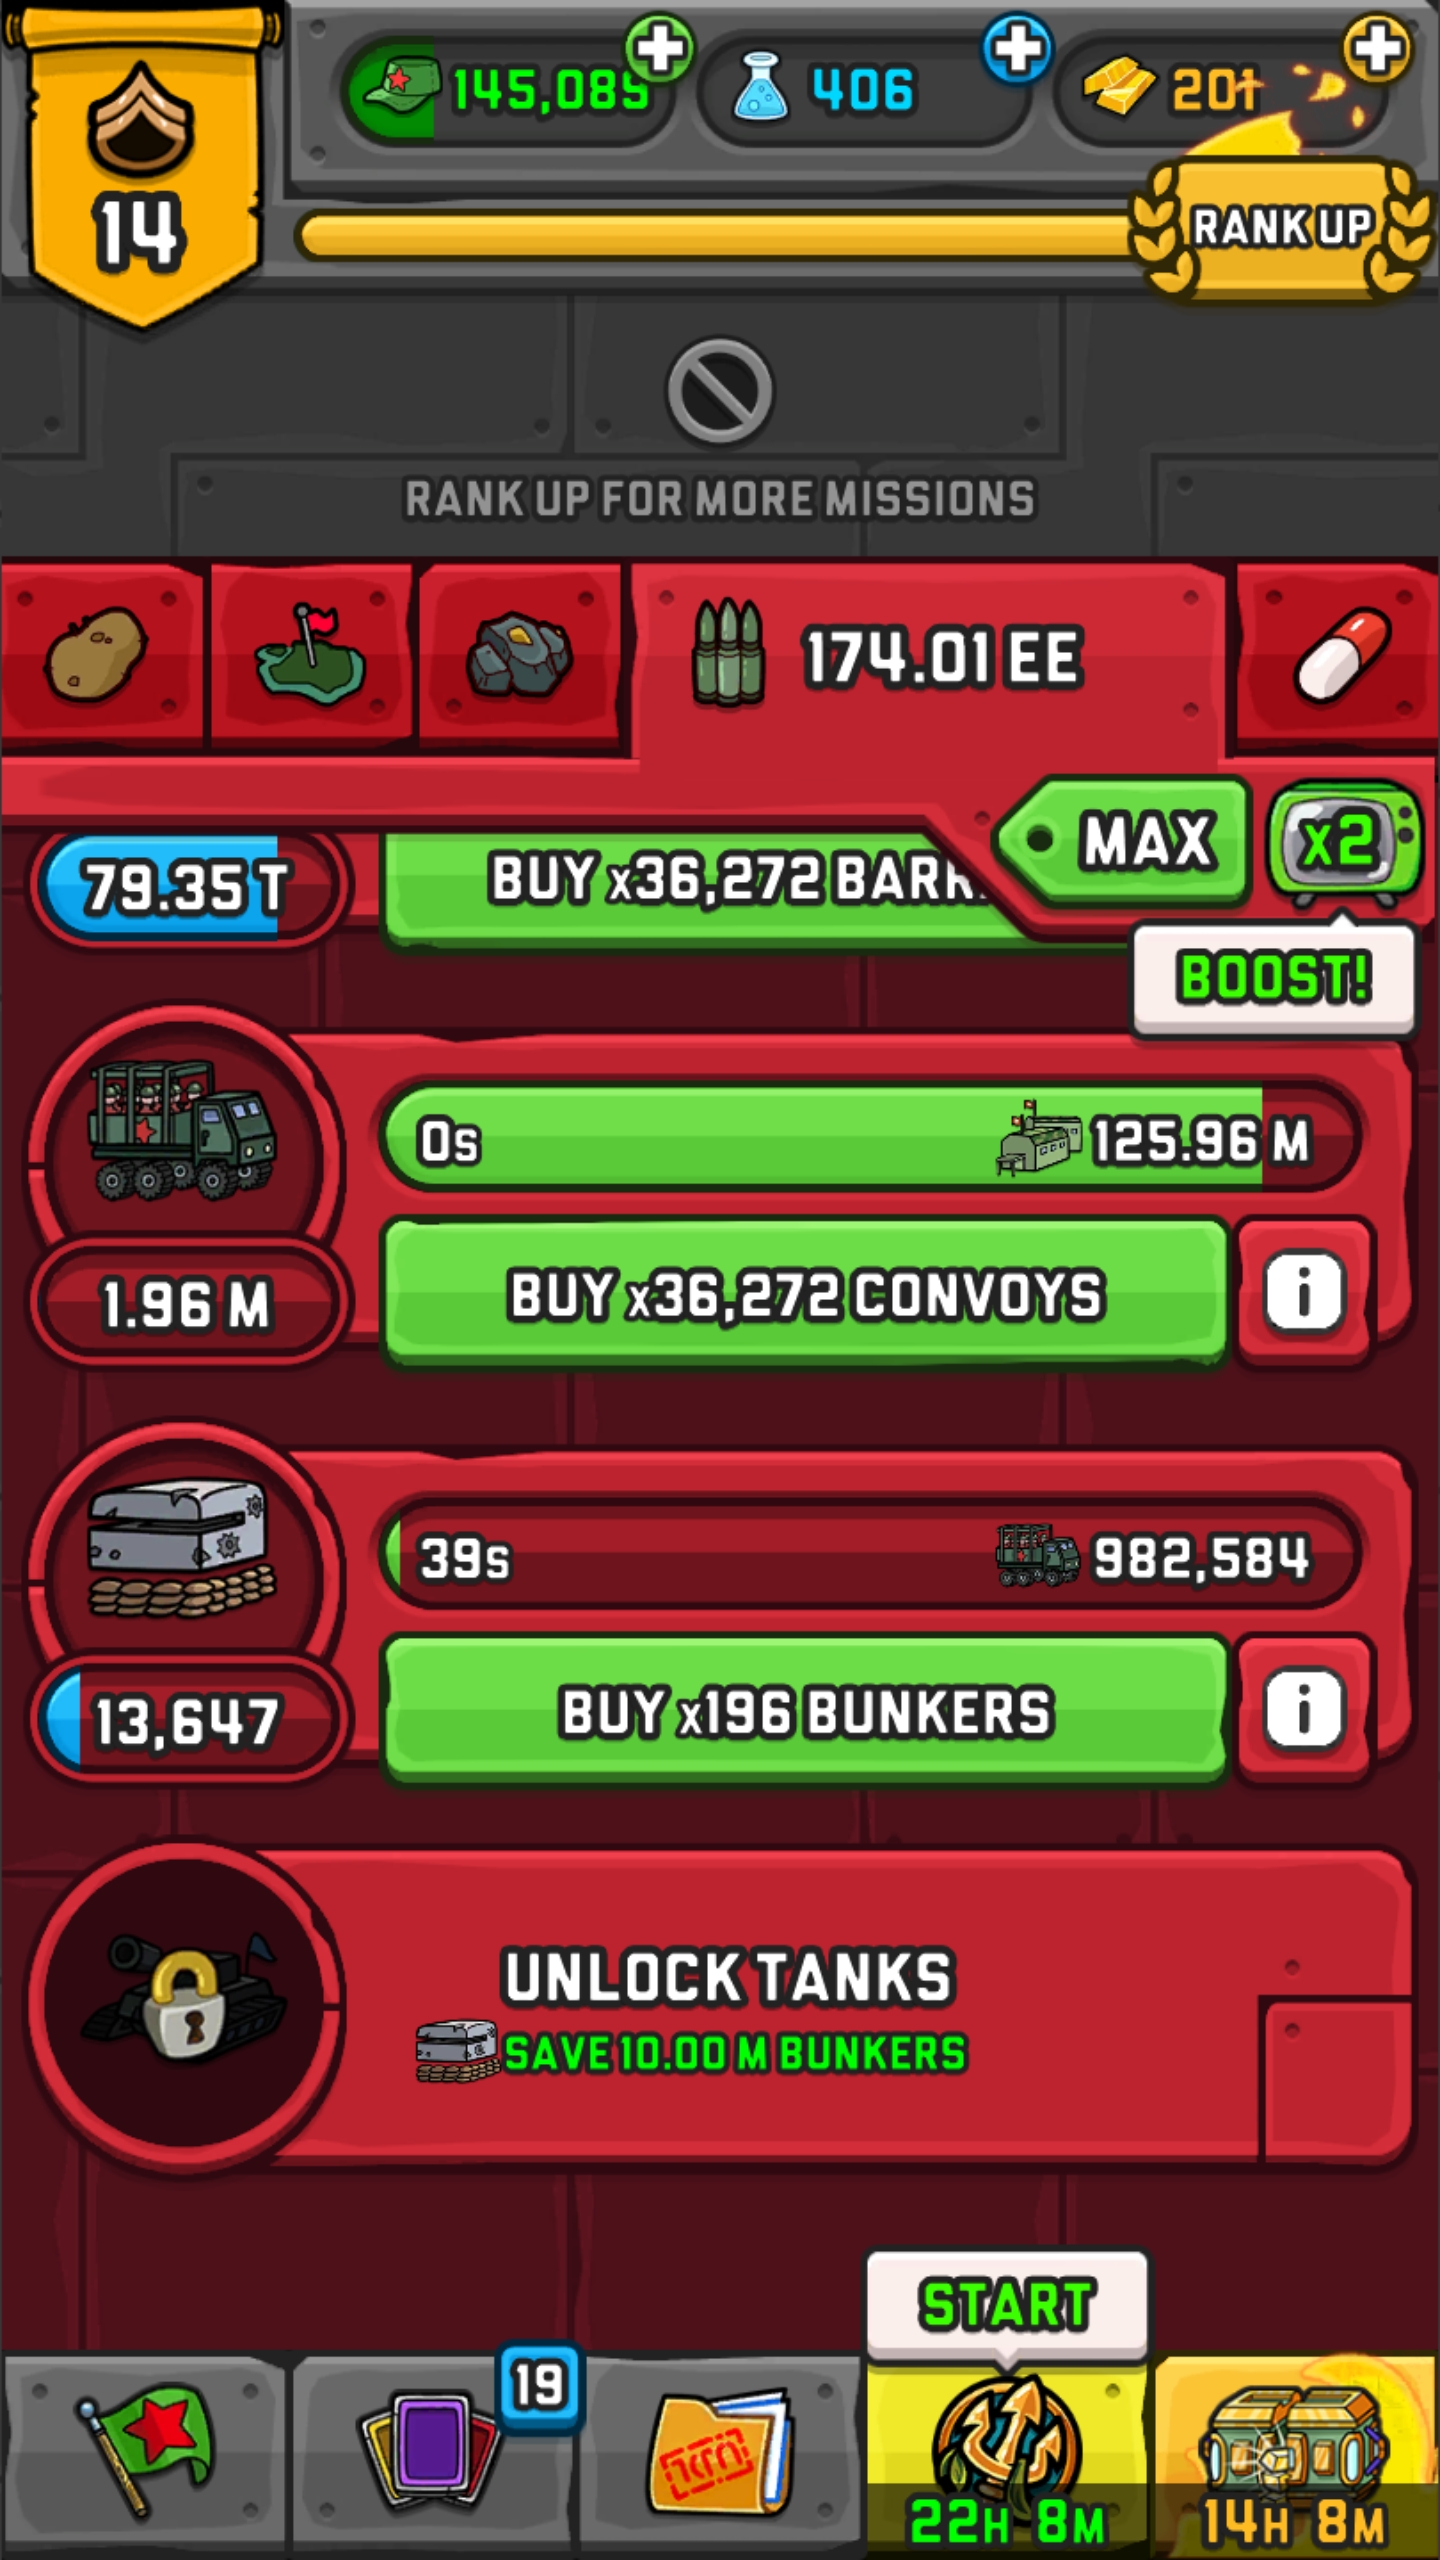 145,089
406
201
14
RANK UP
RANK UP FOR MORE MISSIONS
174.01 EE
MAX
x2
79.35 T
BUY x36,272 BARR
BOOST!
0s
125.96 M
1.96 M
BUY x36,272 CONVOYS
i
39s
982,584
13,647
BUY x196 BUNKERS
i
UNLOCK TANKS
SAVE 10.00 M BUNKERS
START
19
22H 8M
14H 8M